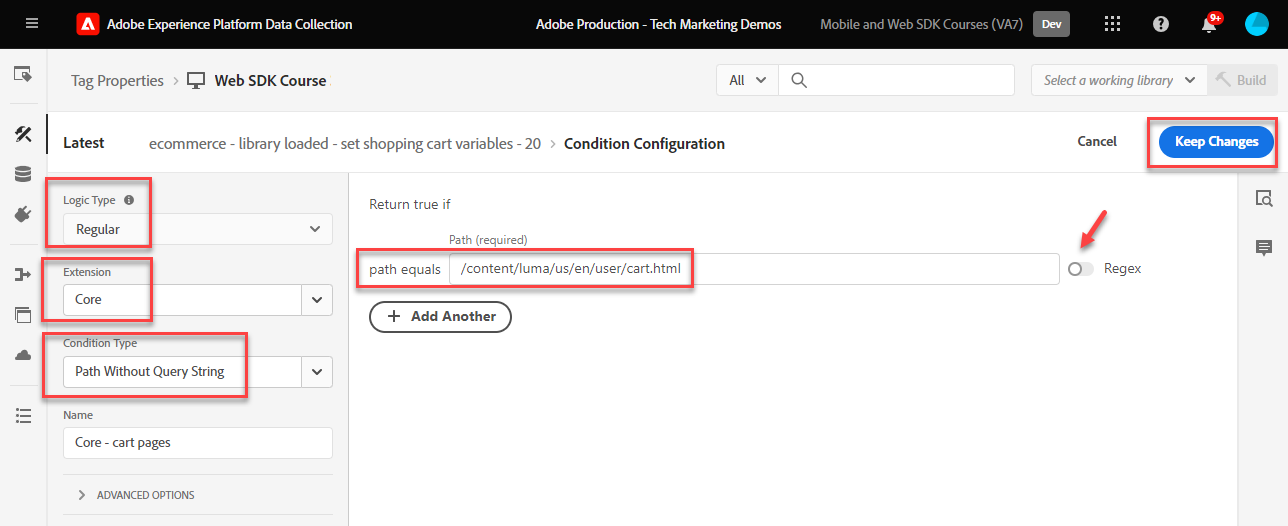 Adobe Experience Platform Data Collection
Adobe Production - Tech Marketing Demos
Mobile and Web SDK Courses (VA7)
Dev
9+
Tag Properties > Web SDK Course
All
Select a working library
Build
Latest
ecommerce - library loaded - set shopping cart variables - 20 > Condition Configuration
Cancel
Keep Changes
Logic Type
Regular
Extension
Core
Condition Type
Path Without Query String
Name
Core - cart pages
ADVANCED OPTIONS
Return true if
Path (required)
path equals /content/luma/us/en/user/cart.html
Regex
Add Another